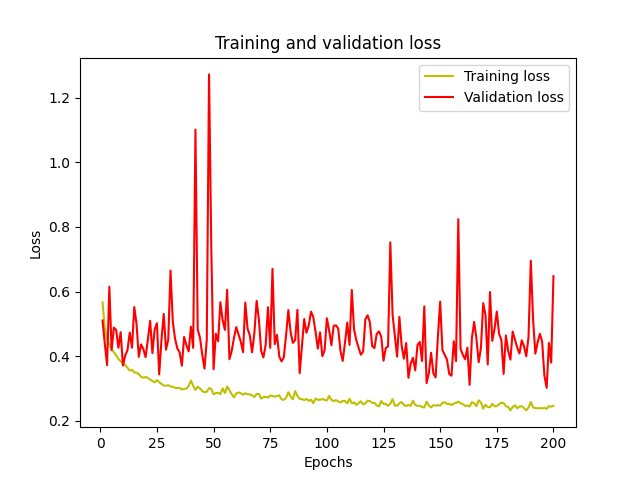 Training and validation loss
Training loss
Validation loss
1.2
1.0
0.8
0.6
0.4
0.2
Loss
0 25 50 75 100 125 150 175 200
Epochs